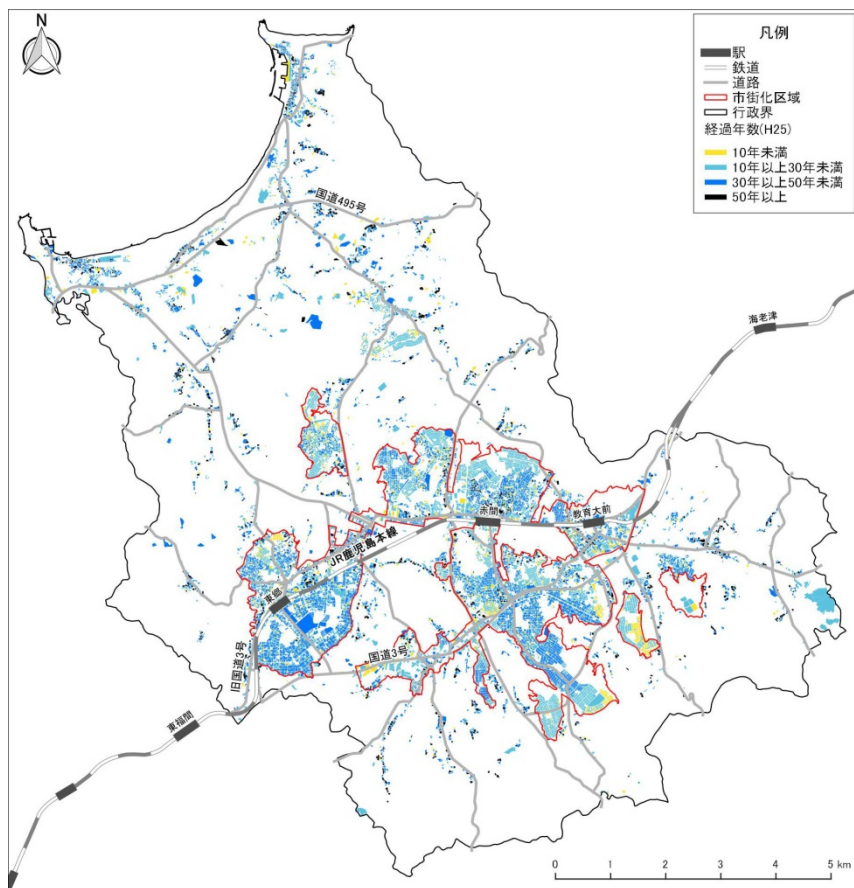 N
凡例
駅
鉄道
道路
市街化区域
行政界
経過年数(H25)
10年未満
10年以上30年未満
30年以上50年未満
50年以上
国道495号
海老津
赤間
教育大前
JR鹿児島本線
東郷
国道3号
旧国道3号
東福間
0 1 2 3 4 5 km